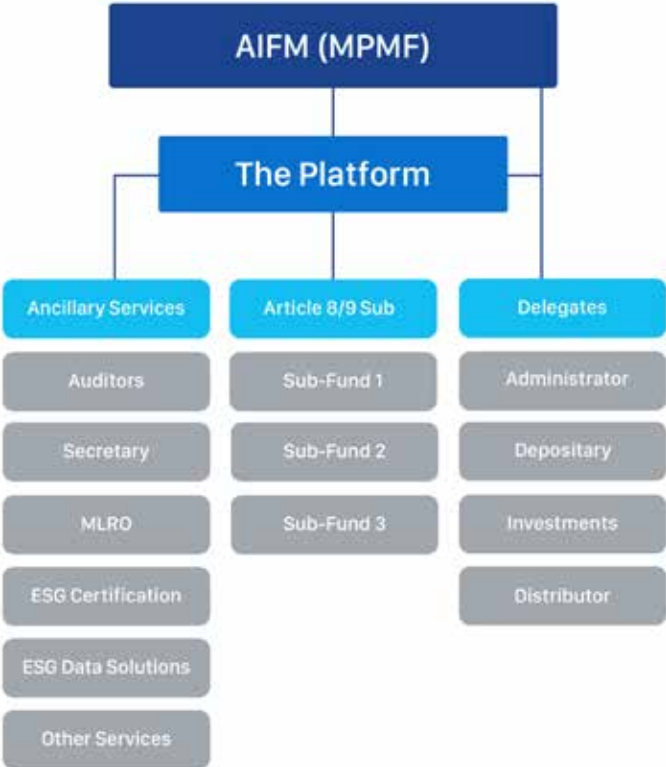 AIFM (MPMF)
The Platform
Ancillary Services
Auditors
Secretary
MLRO
ESG Certification
ESG Data Solutions
Other Services
Article 8/9 Sub
Sub-Fund 1
Sub-Fund 2
Sub-Fund 3
Delegates
Administrator
Depositary
Investments
Distributor